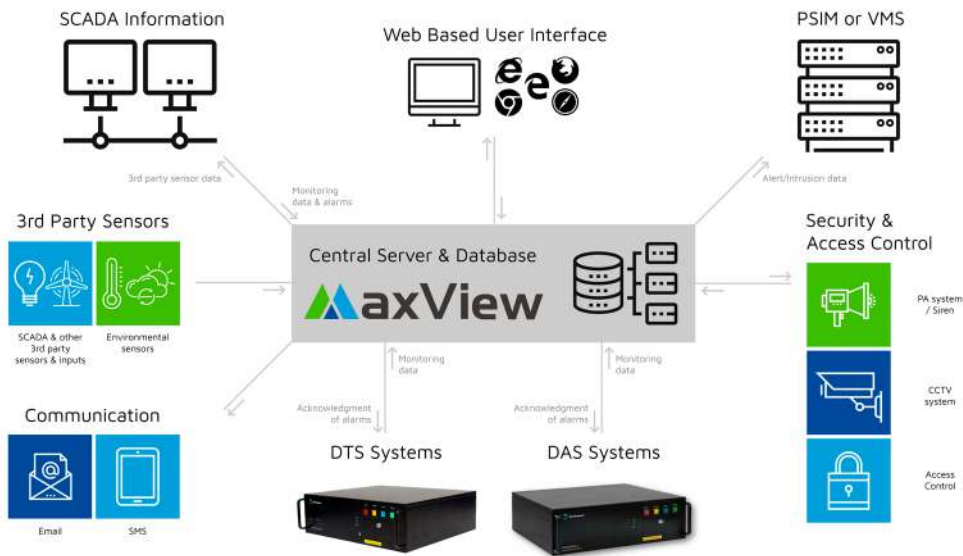 SCADA Information
Web Based User Interface
PSIM or VMS
3rd party sensor data
Monitoring
data & alarms
Alert/Intrusion data
3rd Party Sensors
SCADA & other
3rd party
sensors & inputs
Environmental
sensors
Central Server & Database
MaxView
Security &
Access Control
PA system
/ Siren
CCTV
system
Access
Control
Monitoring
data
Monitoring
data
Acknowledgment
of alarms
Acknowledgment
of alarms
Communication
Email
SMS
DTS Systems
DAS Systems